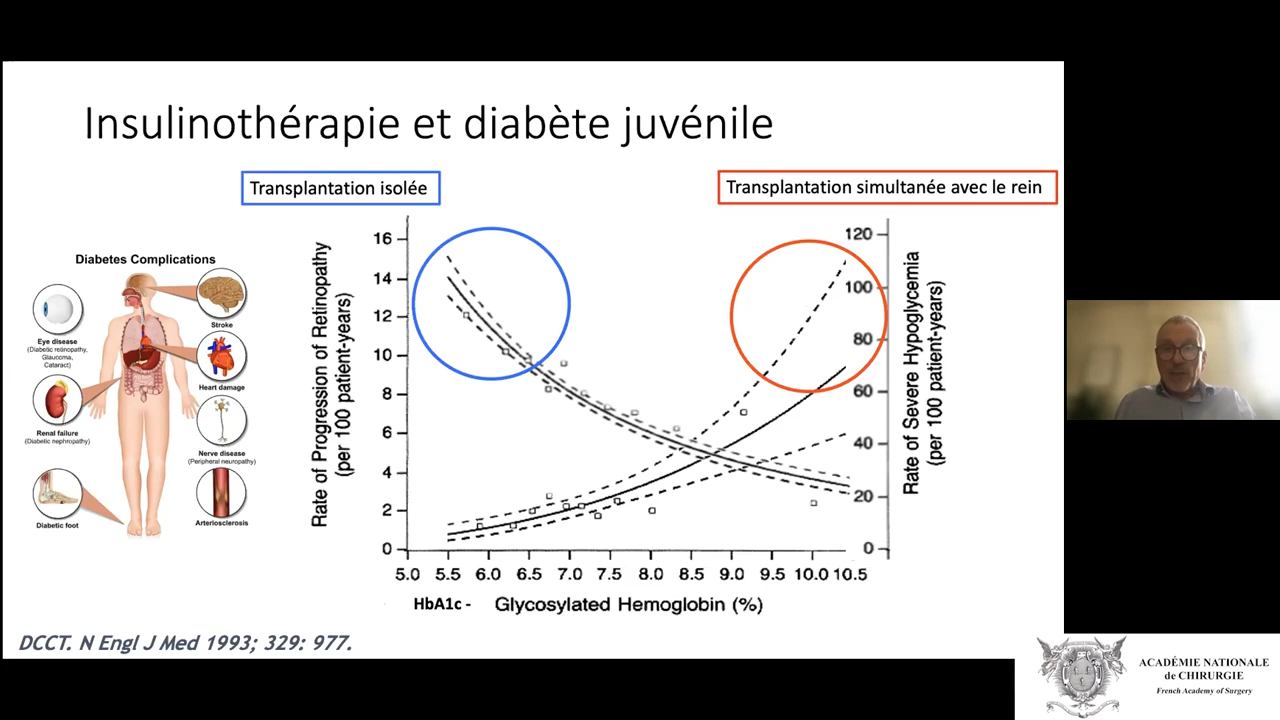 Insulinothérapie et diabète juvénile
Transplantation isolée
Transplantation simultanée avec le rein
Diabetes Complications
Eye disease
(Diabetic retinopathy,
Glaucoma,
Cataract)
Renal failure
(Diabetic nephropathy)
Diabetic foot
Stroke
Heart damage
Nerve disease
(Peripheral neuropathy)
Arteriosclerosis
Rate of Progression of Retinopathy
(per 100 patient-years)
16
14
12
10
8
6
4
2
0
120
100
80
60
40
20
0
Rate of Severe Hypoglycemia
(per 100 patient-years)
5.0 5.5 6.0 6.5 7.0 7.5 8.0 8.5 9.0 9.5 10.0 10.5
HbA1c - Glycosylated Hemoglobin (%)
DCCT. N Engl J Med 1993; 329: 977.
ACADÉMIE NATIONALE
de CHIRURGIE
French Academy of Surgery